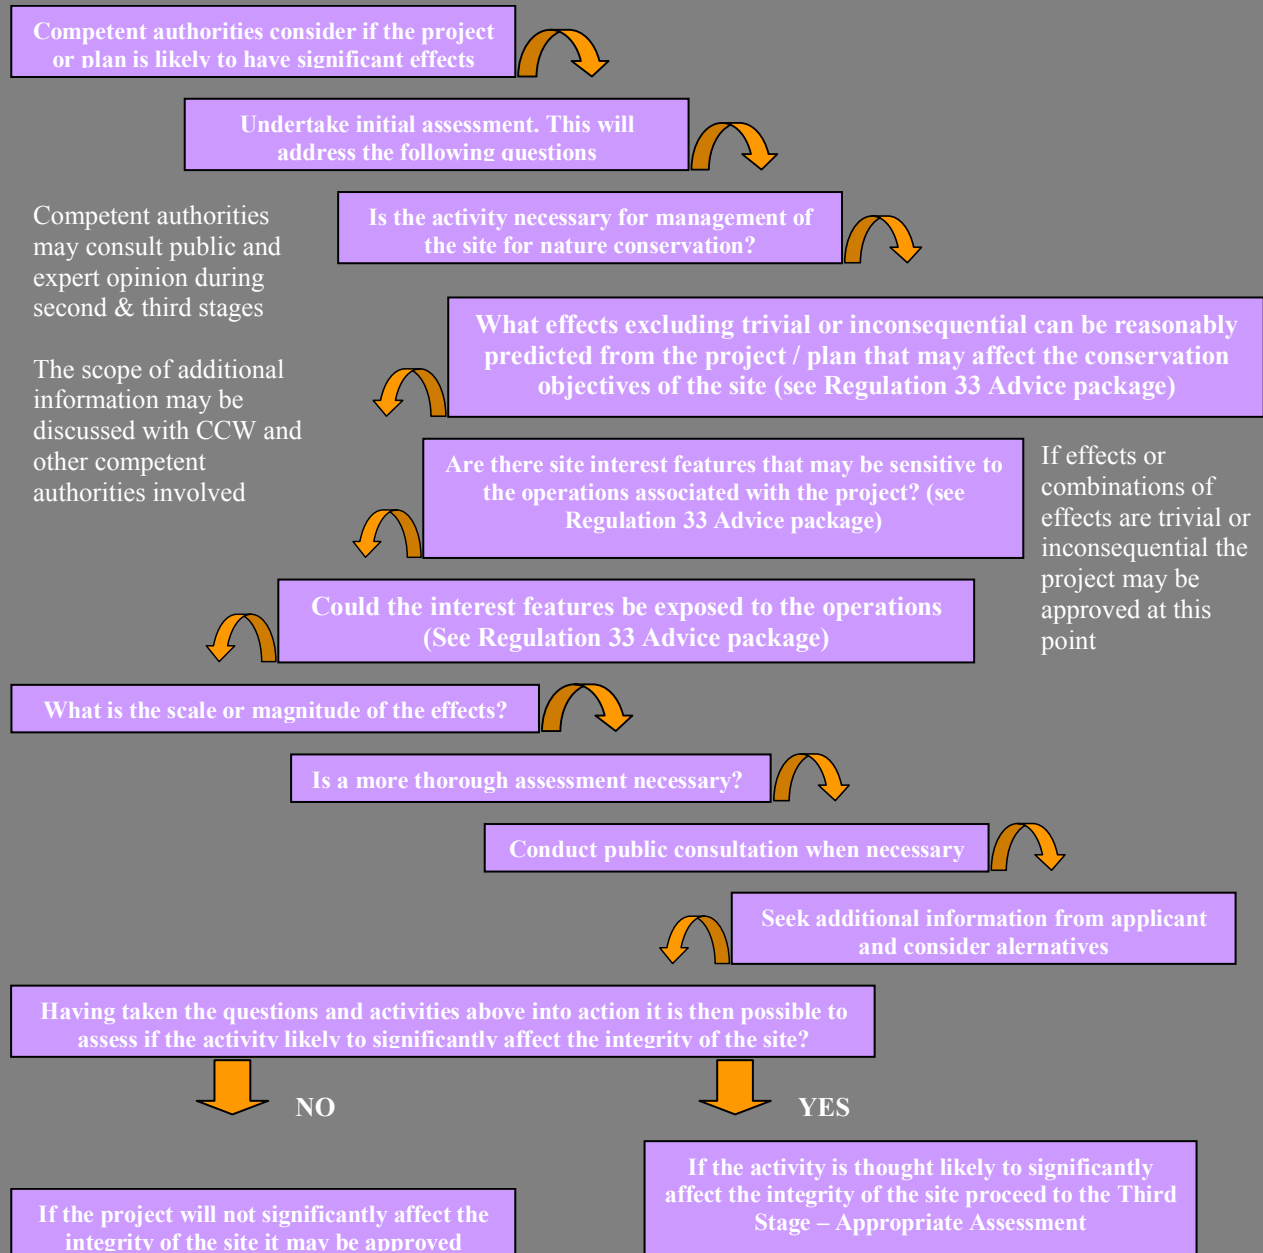 Competent authorities consider if the project
or plan is likely to have significant effects
Undertake initial assessment. This will
address the following questions
Is the activity necessary for management of
the site for nature conservation?
Competent authorities
may consult public and
expert opinion during
second & third stages
The scope of additional
information may be
discussed with CCW and
other competent
authorities involved
What effects excluding trivial or inconsequential can be reasonably
predicted from the project / plan that may affect the conservation
objectives of the site (see Regulation 33 Advice package)
Are there site interest features that may be sensitive to
the operations associated with the project? (see
Regulation 33 Advice package)
If effects or
combinations of
effects are trivial or
inconsequential the
project may be
approved at this
point
Could the interest features be exposed to the operations
(See Regulation 33 Advice package)
What is the scale or magnitude of the effects?
Is a more thorough assessment necessary?
Conduct public consultation when necessary
Seek additional information from applicant
and consider alernatives
Having taken the questions and activities above into action it is then possible to
assess if the activity likely to significantly affect the integrity of the site?
NO
YES
If the project will not significantly affect the
integrity of the site it may be approved
If the activity is thought likely to significantly
affect the integrity of the site proceed to the Third
Stage – Appropriate Assessment